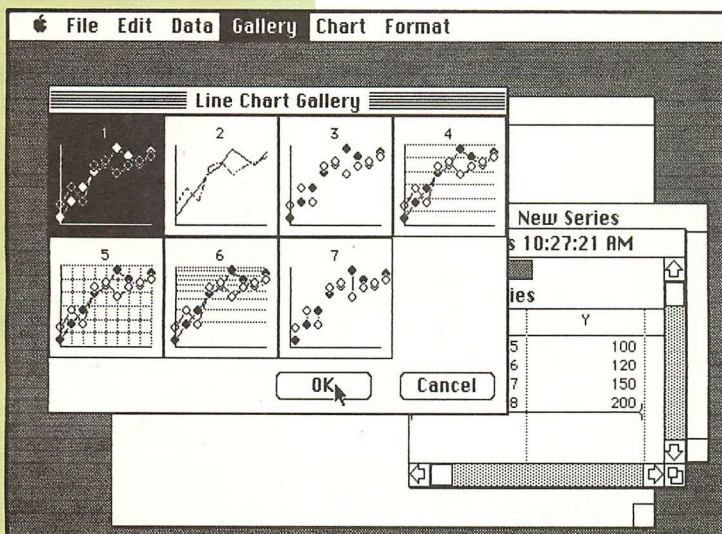 File Edit Data Gallery Chart Format
Line Chart Gallery
1 2 3 4
5 6 7
OK Cancel
New Series
s 10:27:21 AM
ies
Y
5 100
6 120
7 150
8 200